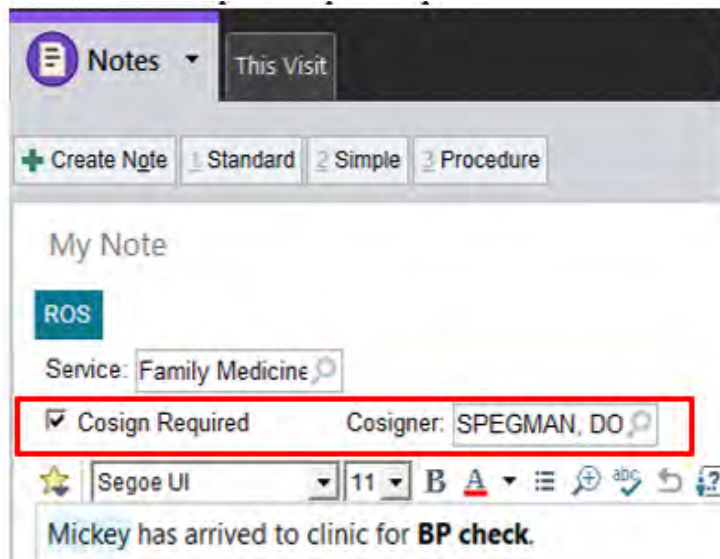 Notes
This Visit
Create Note 1 Standard 2 Simple 3 Procedure
My Note
ROS
Service: Family Medicine
Cosign Required Cosigner: SPEGMAN, DO
Segoe UI 11 B A abc
Mickey has arrived to clinic for BP check.